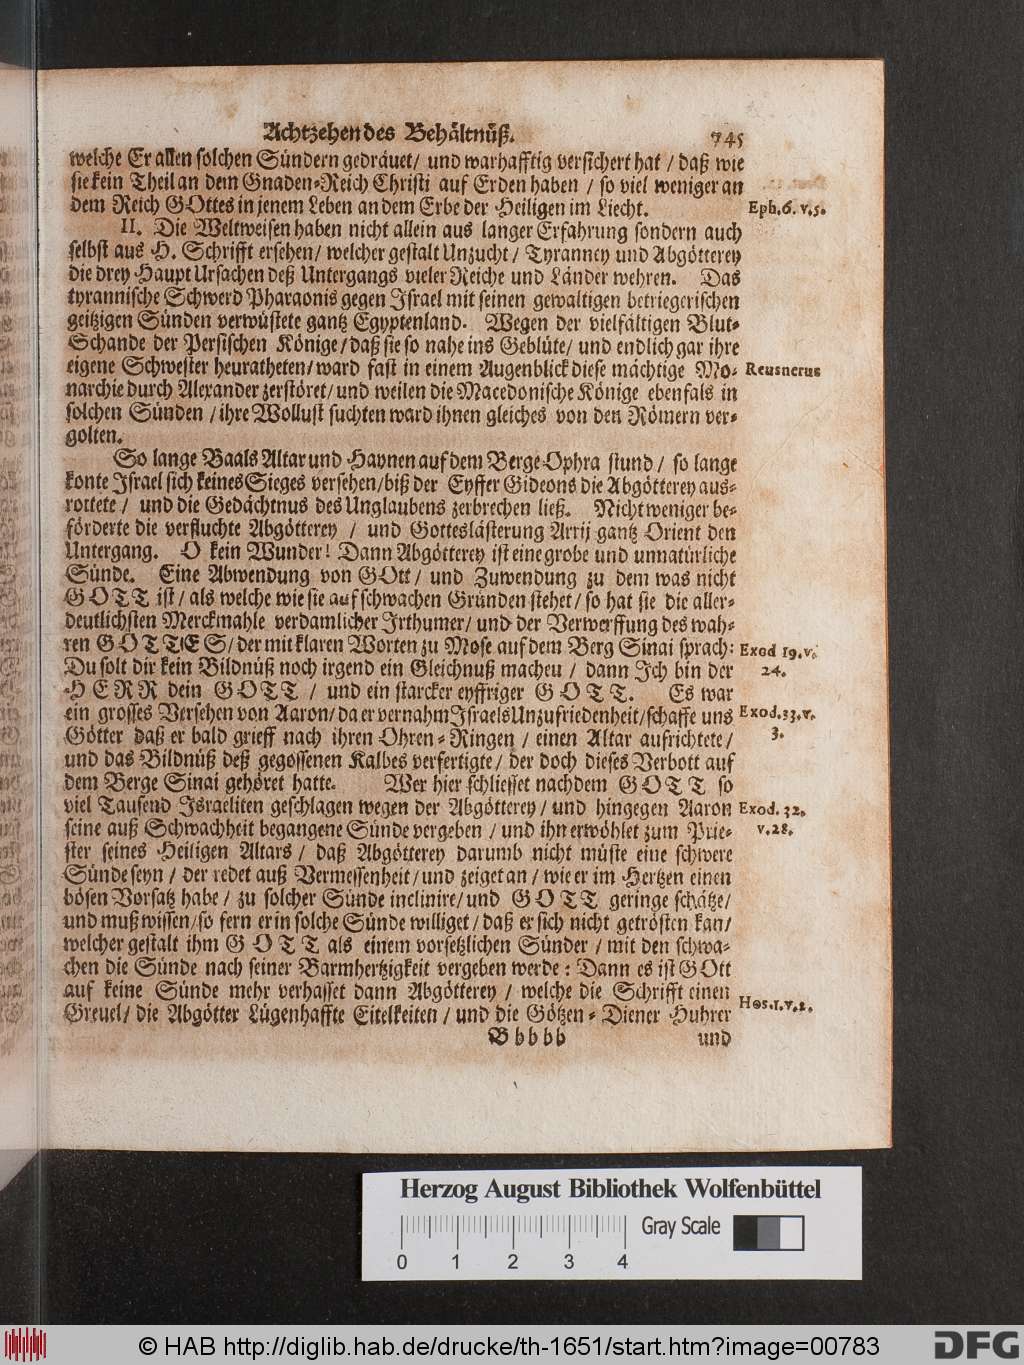 Achtzehendes Behältnüß. 745
welche Er allen solchen Sündern gedräuet/ und warhafftig versichert hat / daß wie
sie kein Theil an dem Gnaden-Reich Christi auf Erden haben / so viel weniger an
dem Reich GOttes in jenem Leben an dem Erbe der Heiligen im Liecht. Eph. 6. v. 5.
II. Die Weltweisen haben nicht allein aus langer Erfahrung sondern auch
selbst aus H. Schrifft ersehen/ welcher gestalt Unzucht / Tyranney und Abgötterey
die drey Haupt Ursachen deß Untergangs vieler Reiche und Länder wehren. Das
tyrannische Schwerd Pharaonis gegen Israel mit seinen gewaltigen betriegerischen
geitzigen Sünden verwüstete gantz Egyptenland. Wegen der vielfältigen Blut-
Schande der Persischen Könige/ daß sie so nahe ins Geblüte/ und endlich gar ihre
eigene Schwester heuratheten/ ward fast in einem Augenblick diese mächtige Mo- Reusnerus
narchie durch Alexander zerstöret/ und weilen die Macedonische Könige ebenfals in
solchen Sünden / ihre Wollust suchten ward ihnen gleiches von den Römern ver-
golten.
So lange Baals Altar und Haynen auf dem Berge Ophra stund / so lange
konte Israel sich keines Sieges versehen/ biß der Eyffer Gideons die Abgötterey aus-
rottete / und die Gedächtnus des Unglaubens zerbrechen ließ. Nicht weniger be-
förderte die verfluchte Abgötterey / und Gotteslästerung Arrij gantz Orient den
Untergang. O kein Wunder! Dann Abgötterey ist eine grobe und unnatürliche
Sünde. Eine Abwendung von GOtt / und Zuwendung zu dem was nicht
GOTT ist / als welche wie sie auf schwachen Gründen stehet / so hat sie die aller-
deutlichsten Merckmahle verdamlicher Irthumer/ und der Verwerffung des wah-
ren GOTTES/ der mit klaren Worten zu Mose auf dem Berg Sinai sprach: Exod 19. v.
Du solt dir kein Bildnüß noch irgend ein Gleichnuß macheu / dann Ich bin der 24.
HERR dein GOTT / und ein starcker eyffriger GOTT. Es war
ein grosses Versehen von Aaron/ da er vernahm Israels Unzufriedenheit/ schaffe uns Exod. 33. v.
Götter daß er bald grieff nach ihren Ohren-Ringen / einen Altar aufrichtete / 3.
und das Bildnüß deß gegossenen Kalbes verfertigte / der doch dieses Verbott auf
dem Berge Sinai gehöret hatte. Wer hier schliesset nachdem GOTT so
viel Tausend Israeliten geschlagen wegen der Abgötterey / und hingegen Aaron Exod. 32.
seine auß Schwachheit begangene Sünde vergeben / und ihn erwöhlet zum Prie- v. 28.
ster seines Heiligen Altars / daß Abgötterey darumb nicht müste eine schwere
Sünde seyn / der redet auß Vermessenheit / und zeiget an / wie er im Hertzen einen
bösen Vorsatz habe / zu solcher Sünde inclinire/ und GOTT geringe schätze/
und muß wissen/ so fern er in solche Sünde williget / daß er sich nicht getrösten kan/
welcher gestalt ihm GOTT als einem vorsetzlichen Sünder / mit den schwa-
chen die Sünde nach seiner Barmhertzigkeit vergeben werde : Dann es ist GOtt
auf keine Sünde mehr verhasset dann Abgötterey / welche die Schrifft einen
Greuel/ die Abgötter Lügenhaffte Eitelkeiten / und die Götzen-Diener Huhrer Hos. 1. v. 2.
Bbbbb und
Herzog August Bibliothek Wolfenbüttel
Gray Scale
0 1 2 3 4
© HAB http://diglib.hab.de/drucke/th-1651/start.htm?image=00783 DFG